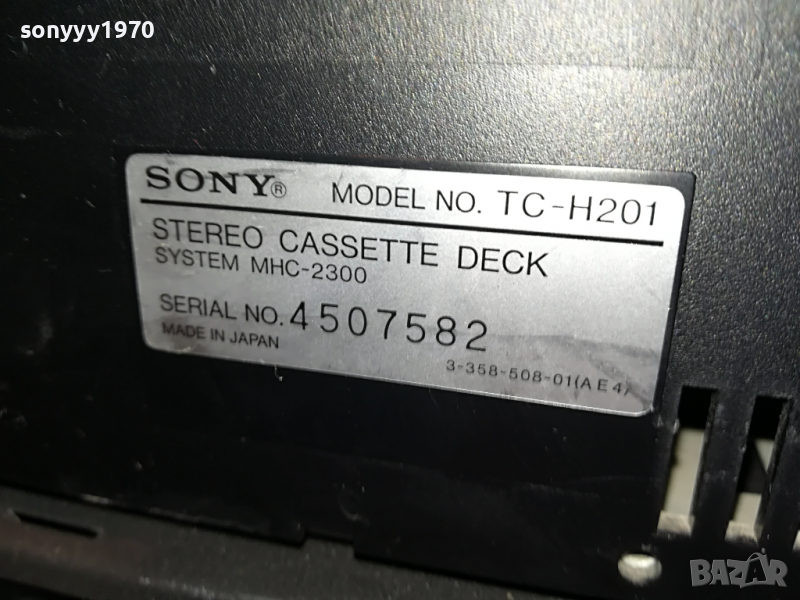 sonyyy1970
SONY® MODEL NO. TC-H201
STEREO CASSETTE DECK
SYSTEM MHC-2300
SERIAL NO. 4507582
MADE IN JAPAN
3-358-508-01(AE4)
BAZAR